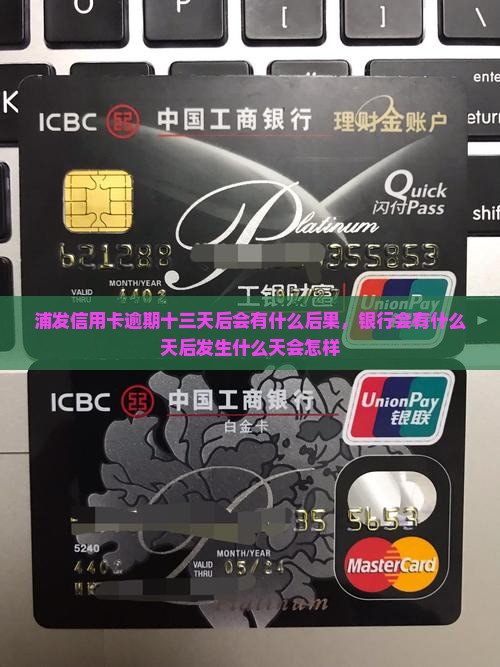 K
ICBC 中国工商银行 理财金账户
Quick
闪付Pass
Platinum
621288 355853
VALID THRU MONTH/YEAR
工银财富
UnionPay
浦发信用卡逾期十三天后会有什么后果，银行会有什么
天后发生什么天会怎样
ICBC 中国工商银行
白金卡
UnionPay
银联
35 5653
5240
MONTH/YEAR
440
VALID THRU 05/24
MasterCard
Platinum